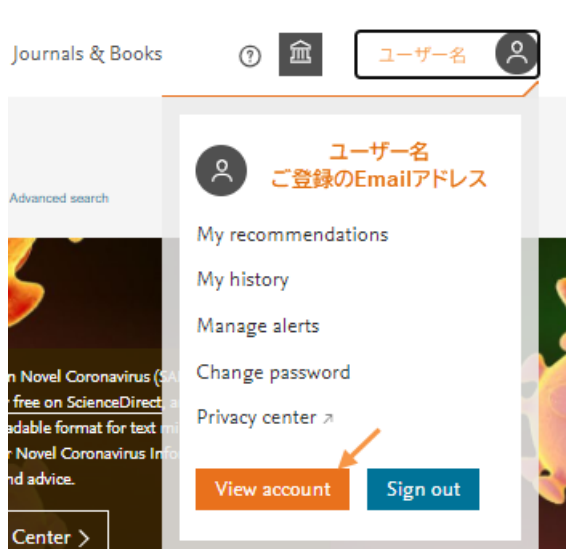 Journals & Books
?
ユーザー名
ユーザー名
ご登録のEmailアドレス
Advanced search
My recommendations
My history
Manage alerts
Change password
Privacy center ↗
n Novel Coronavirus (SA
free on ScienceDirect, a
adable format for text mi
r Novel Coronavirus Info
nd advice.
View account
Sign out
Center >